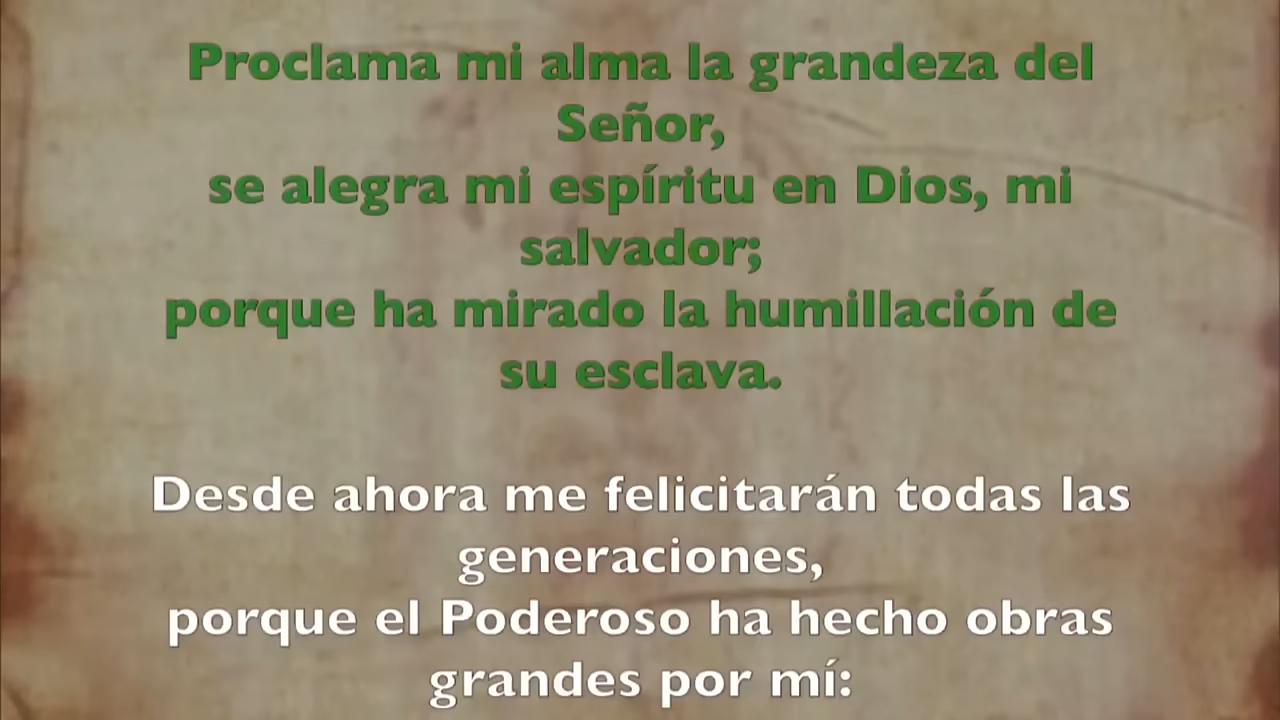 Proclama mi alma la grandeza del
Señor,
se alegra mi espíritu en Dios, mi
salvador;
porque ha mirado la humillación de
su esclava.
Desde ahora me felicitarán todas las
generaciones,
porque el Poderoso ha hecho obras
grandes por mí: